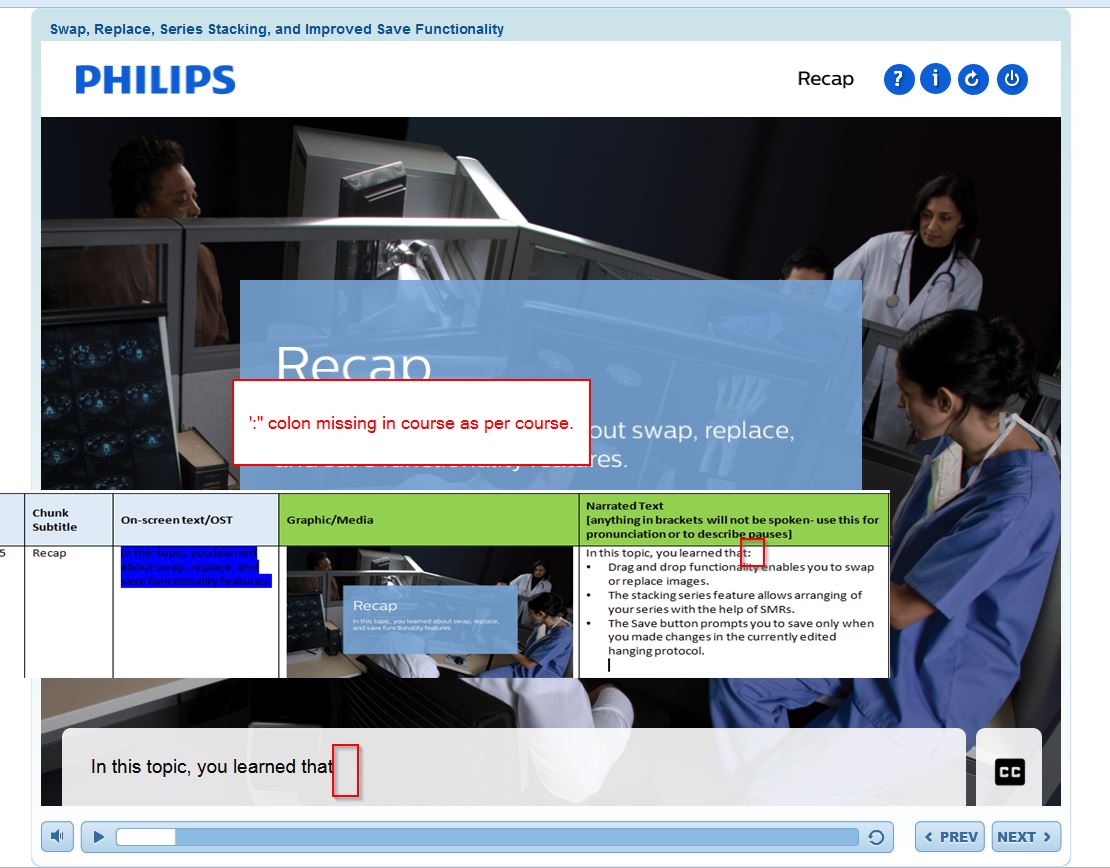 Swap, Replace, Series Stacking, and Improved Save Functionality
PHILIPS
Recap
? i
Recap
':" colon missing in course as per course.
out swap, replace,
Chunk
Subtitle
On-screen text/OST
Graphic/Media
Narrated Text
[anything in brackets will not be spoken- use this for
pronunciation or to describe pauses]
5
Recap
In this topic, you learned
about swap, replace, and
save functionality features.
Recap
In this topic, you learned about swap, replace,
and save functionality features.
In this topic, you learned that:
• Drag and drop functionality enables you to swap
or replace images.
• The stacking series feature allows arranging of
your series with the help of SMRs.
• The Save button prompts you to save only when
you made changes in the currently edited
hanging protocol.
In this topic, you learned that
CC
PREV
NEXT